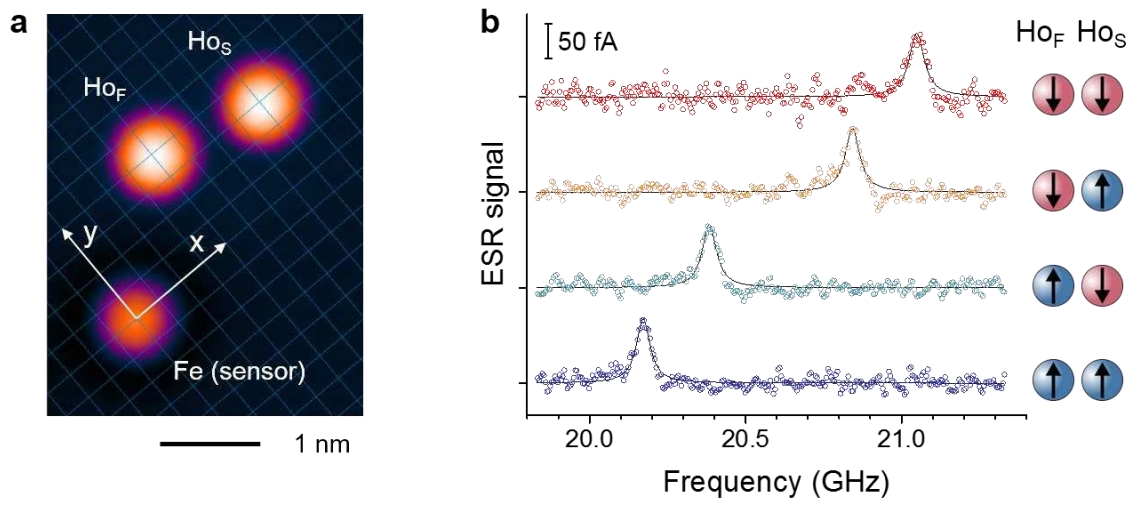 a
Ho_S
Ho_F
y
x
Fe (sensor)
1 nm
b
50 fA
Ho_F Ho_S
ESR signal
20.0 20.5 21.0
Frequency (GHz)